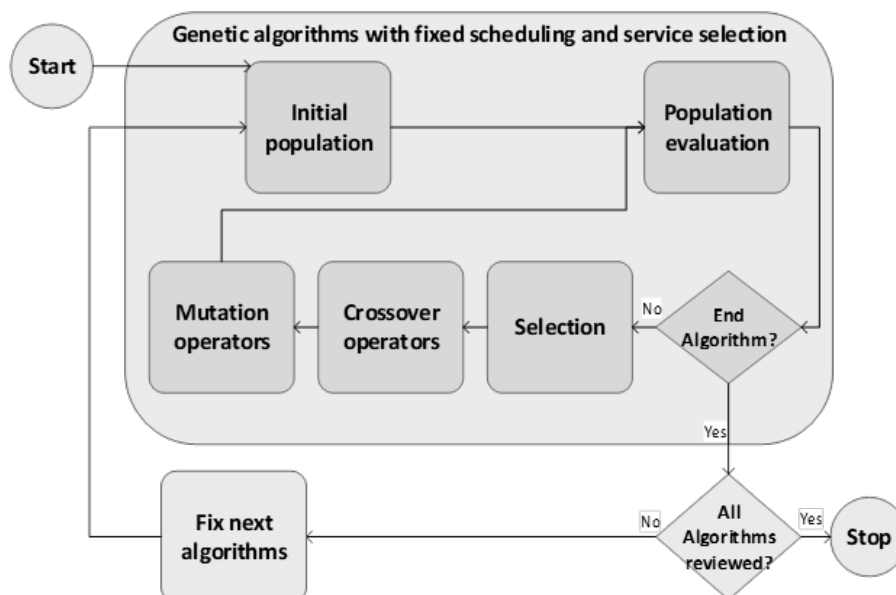 Genetic algorithms with fixed scheduling and service selection
Start
Initial
population
Population
evaluation
Mutation
operators
Crossover
operators
Selection
No
End
Algorithm?
Yes
Fix next
algorithms
No
All
Algorithms
reviewed?
Yes
Stop